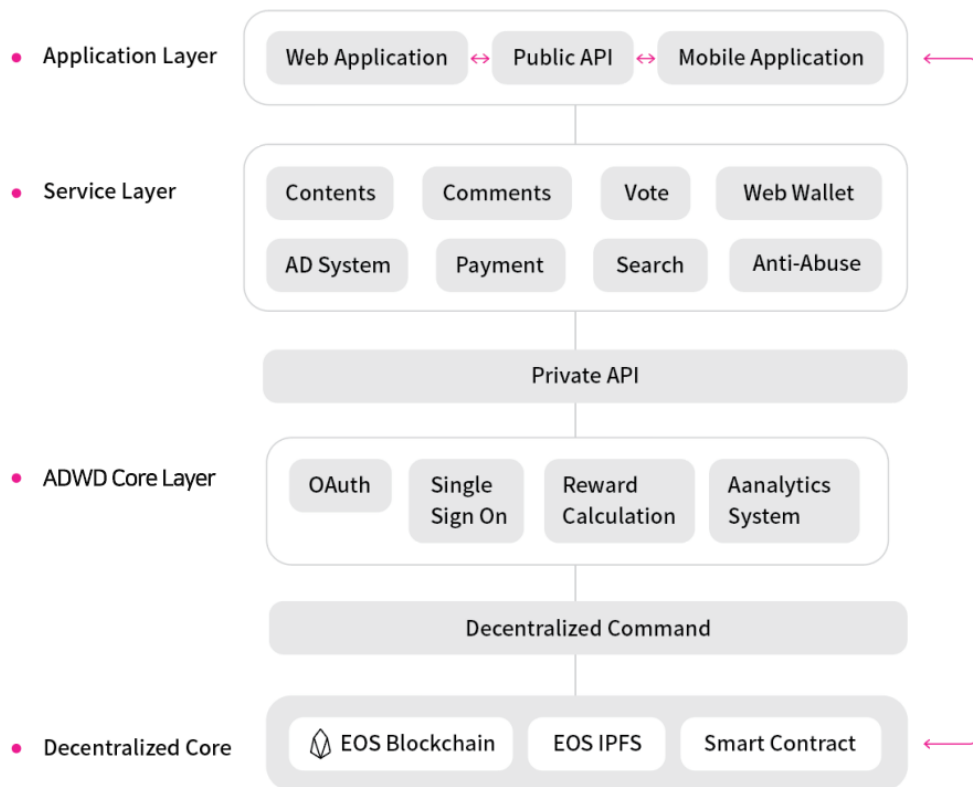 Application Layer
Web Application
Public API
Mobile Application
Service Layer
Contents
Comments
Vote
Web Wallet
AD System
Payment
Search
Anti-Abuse
Private API
ADWD Core Layer
OAuth
Single
Sign On
Reward
Calculation
Aanalytics
System
Decentralized Command
Decentralized Core
EOS Blockchain
EOS IPFS
Smart Contract